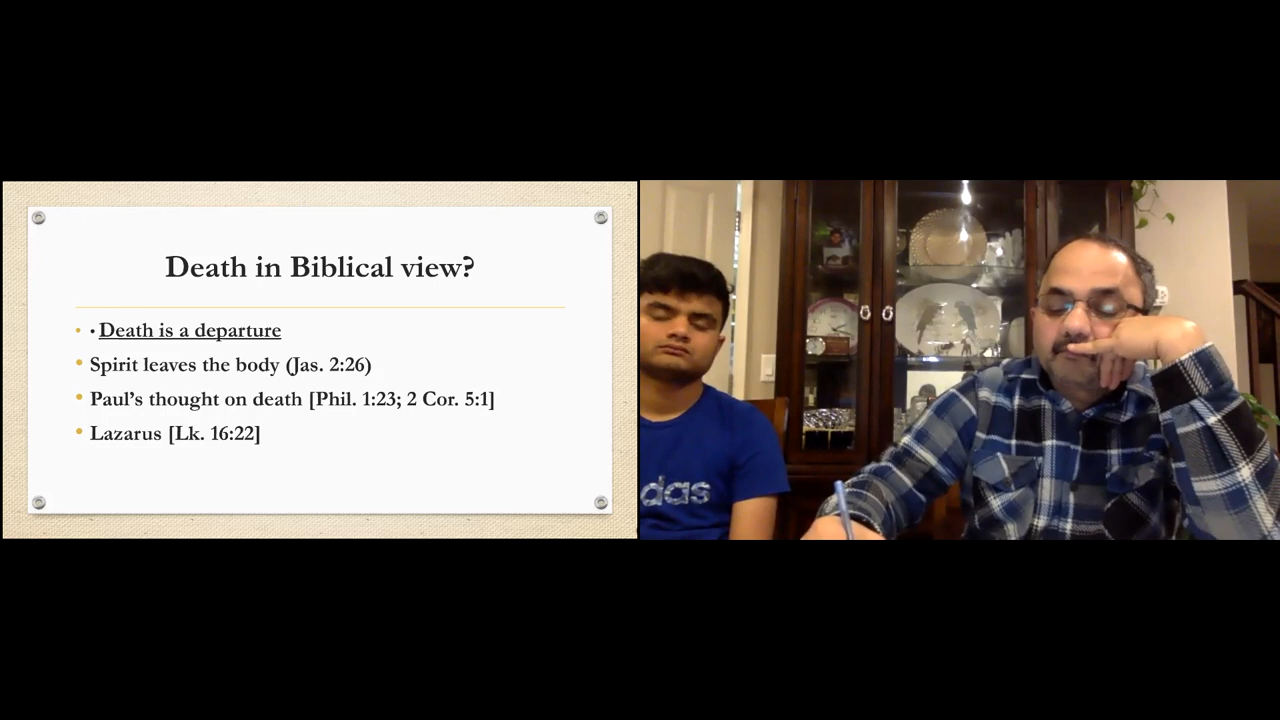 Death in Biblical view?
• Death is a departure
Spirit leaves the body (Jas. 2:26)
Paul’s thought on death [Phil. 1:23; 2 Cor. 5:1]
Lazarus [Lk. 16:22]
das